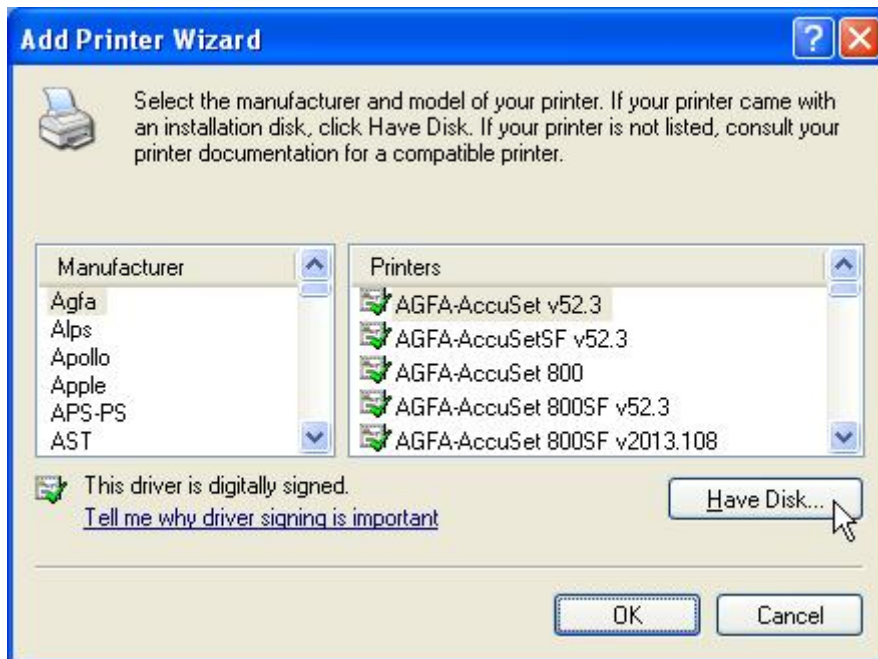 Add Printer Wizard
Select the manufacturer and model of your printer. If your printer came with
an installation disk, click Have Disk. If your printer is not listed, consult your
printer documentation for a compatible printer.
Manufacturer
Agfa
Alps
Apollo
Apple
APS-PS
AST
Printers
AGFA-AccuSet v52.3
AGFA-AccuSetSF v52.3
AGFA-AccuSet 800
AGFA-AccuSet 800SF v52.3
AGFA-AccuSet 800SF v2013.108
This driver is digitally signed.
Tell me why driver signing is important
Have Disk...
OK
Cancel